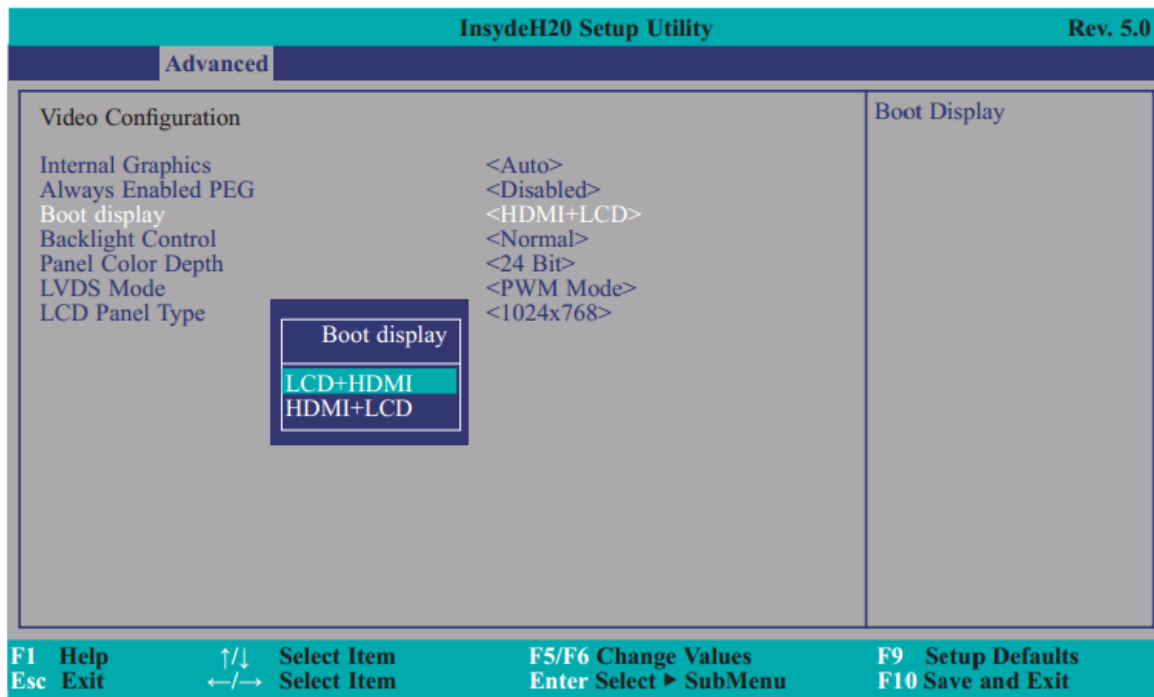 InsydeH20 Setup Utility Rev. 5.0
Advanced
Video Configuration
Boot Display
Internal Graphics <Auto>
Always Enabled PEG <Disabled>
Boot display <HDMI+LCD>
Backlight Control <Normal>
Panel Color Depth <24 Bit>
LVDS Mode <PWM Mode>
LCD Panel Type <1024x768>
Boot display
LCD+HDMI
HDMI+LCD
F1 Help ↑/↓ Select Item F5/F6 Change Values F9 Setup Defaults
Esc Exit ←/→ Select Item Enter Select ▶ SubMenu F10 Save and Exit